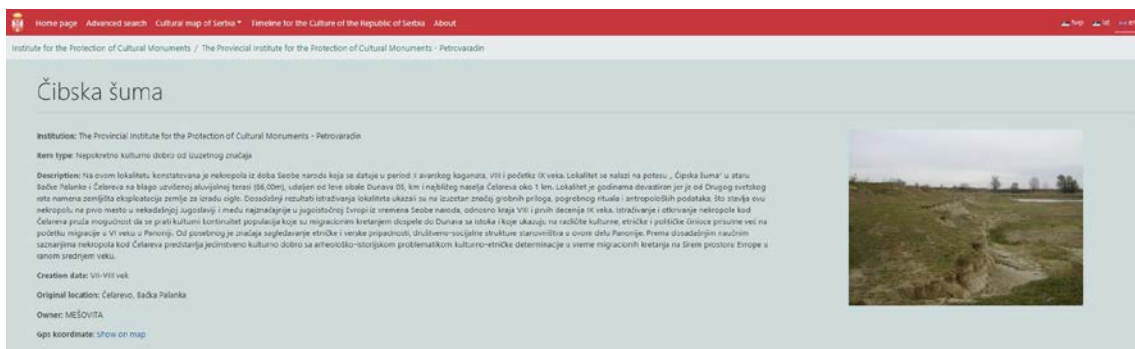 Home page Advanced search Cultural map of Serbia Timeline for the Culture of the Republic of Serbia About
ћир lat en
Institute for the Protection of Cultural Monuments / The Provincial Institute for the Protection of Cultural Monuments - Petrovaradin
Čibska šuma
Institution: The Provincial Institute for the Protection of Cultural Monuments - Petrovaradin
Item type: Nepokretno kulturno dobro od izuzetnog značaja
Description: Na ovom lokalitetu konstatovana je nekropola iz doba Seobe naroda koja se datuje u period II avarskog kaganata, VIII i početke IX veka. Lokalitet se nalazi na potesu „ Čipska šuma" u ataru
Bačke Palanke i Čelareva na blago uzvišenoj aluvijalnoj terasi (86,00m), udaljen od leve obale Dunava 05, km i najbližeg naselja Čelareva oko 1 km. Lokalitet je godinama devastiran jer je od Drugog svetskog
rata namena zemljišta eksploatacija zemlje za izradu cigle. Dosadašnji rezultati istraživanja lokaliteta ukazali su na izuzetan značaj grobnih priloga, pogrebnog rituala i antropoloških podataka, što stavlja ovu
nekropolu na prvo mesto u nekadašnjoj Jugoslaviji i među najznačajnije u jugoistočnoj Evropi iz vremena Seobe naroda, odnosno kraja VIII i prvih decenija IX veka. Istraživanje i otkrivanje nekropole kod
Čelareva pruža mogućnost da se prati kulturni kontinuitet populacija koje su migracionim kretanjem dospele do Dunava sa istoka i koje ukazuju na različite kulturne, etničke i političke činioce prisutne već na
početku migracije u VI veku u Panoniji. Od posebnog je značaja sagledavanje etničke i verske pripadnosti, društveno-socijalne strukture stanovništva u ovom delu Panonije. Prema dosadašnjim naučnim
saznanjima nekropola kod Čelareva predstavlja jedinstveno kulturno dobro sa arheološko-istorijskom problematikom kulturno-etničke determinacije u vreme migracionih kretanja na širem prostoru Evrope u
ranom srednjem veku.
Creation date: VII-VIII vek
Original location: Čelarevo, Bačka Palanka
Owner: MEŠOVITA
Gps koordinate: Show on map